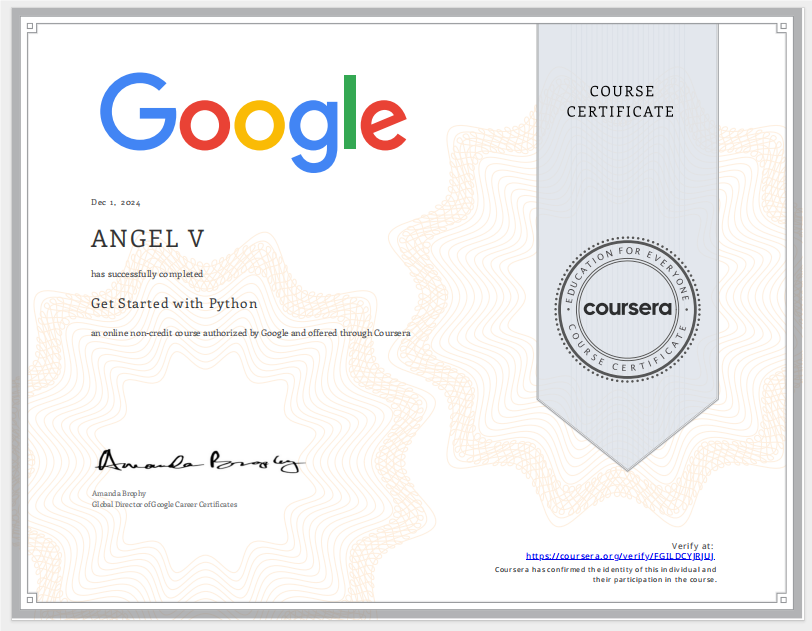 Google
COURSE
CERTIFICATE
Dec 1, 2024
ANGEL V
has successfully completed
Get Started with Python
an online non-credit course authorized by Google and offered through Coursera
EDUCATION FOR EVERYONE
coursera
COURSE CERTIFICATE
Amanda Brophy
Amanda Brophy
Global Director of Google Career Certificates
Verify at:
https://coursera.org/verify/FGILDCYJRJUJ
Coursera has confirmed the identity of this individual and
their participation in the course.